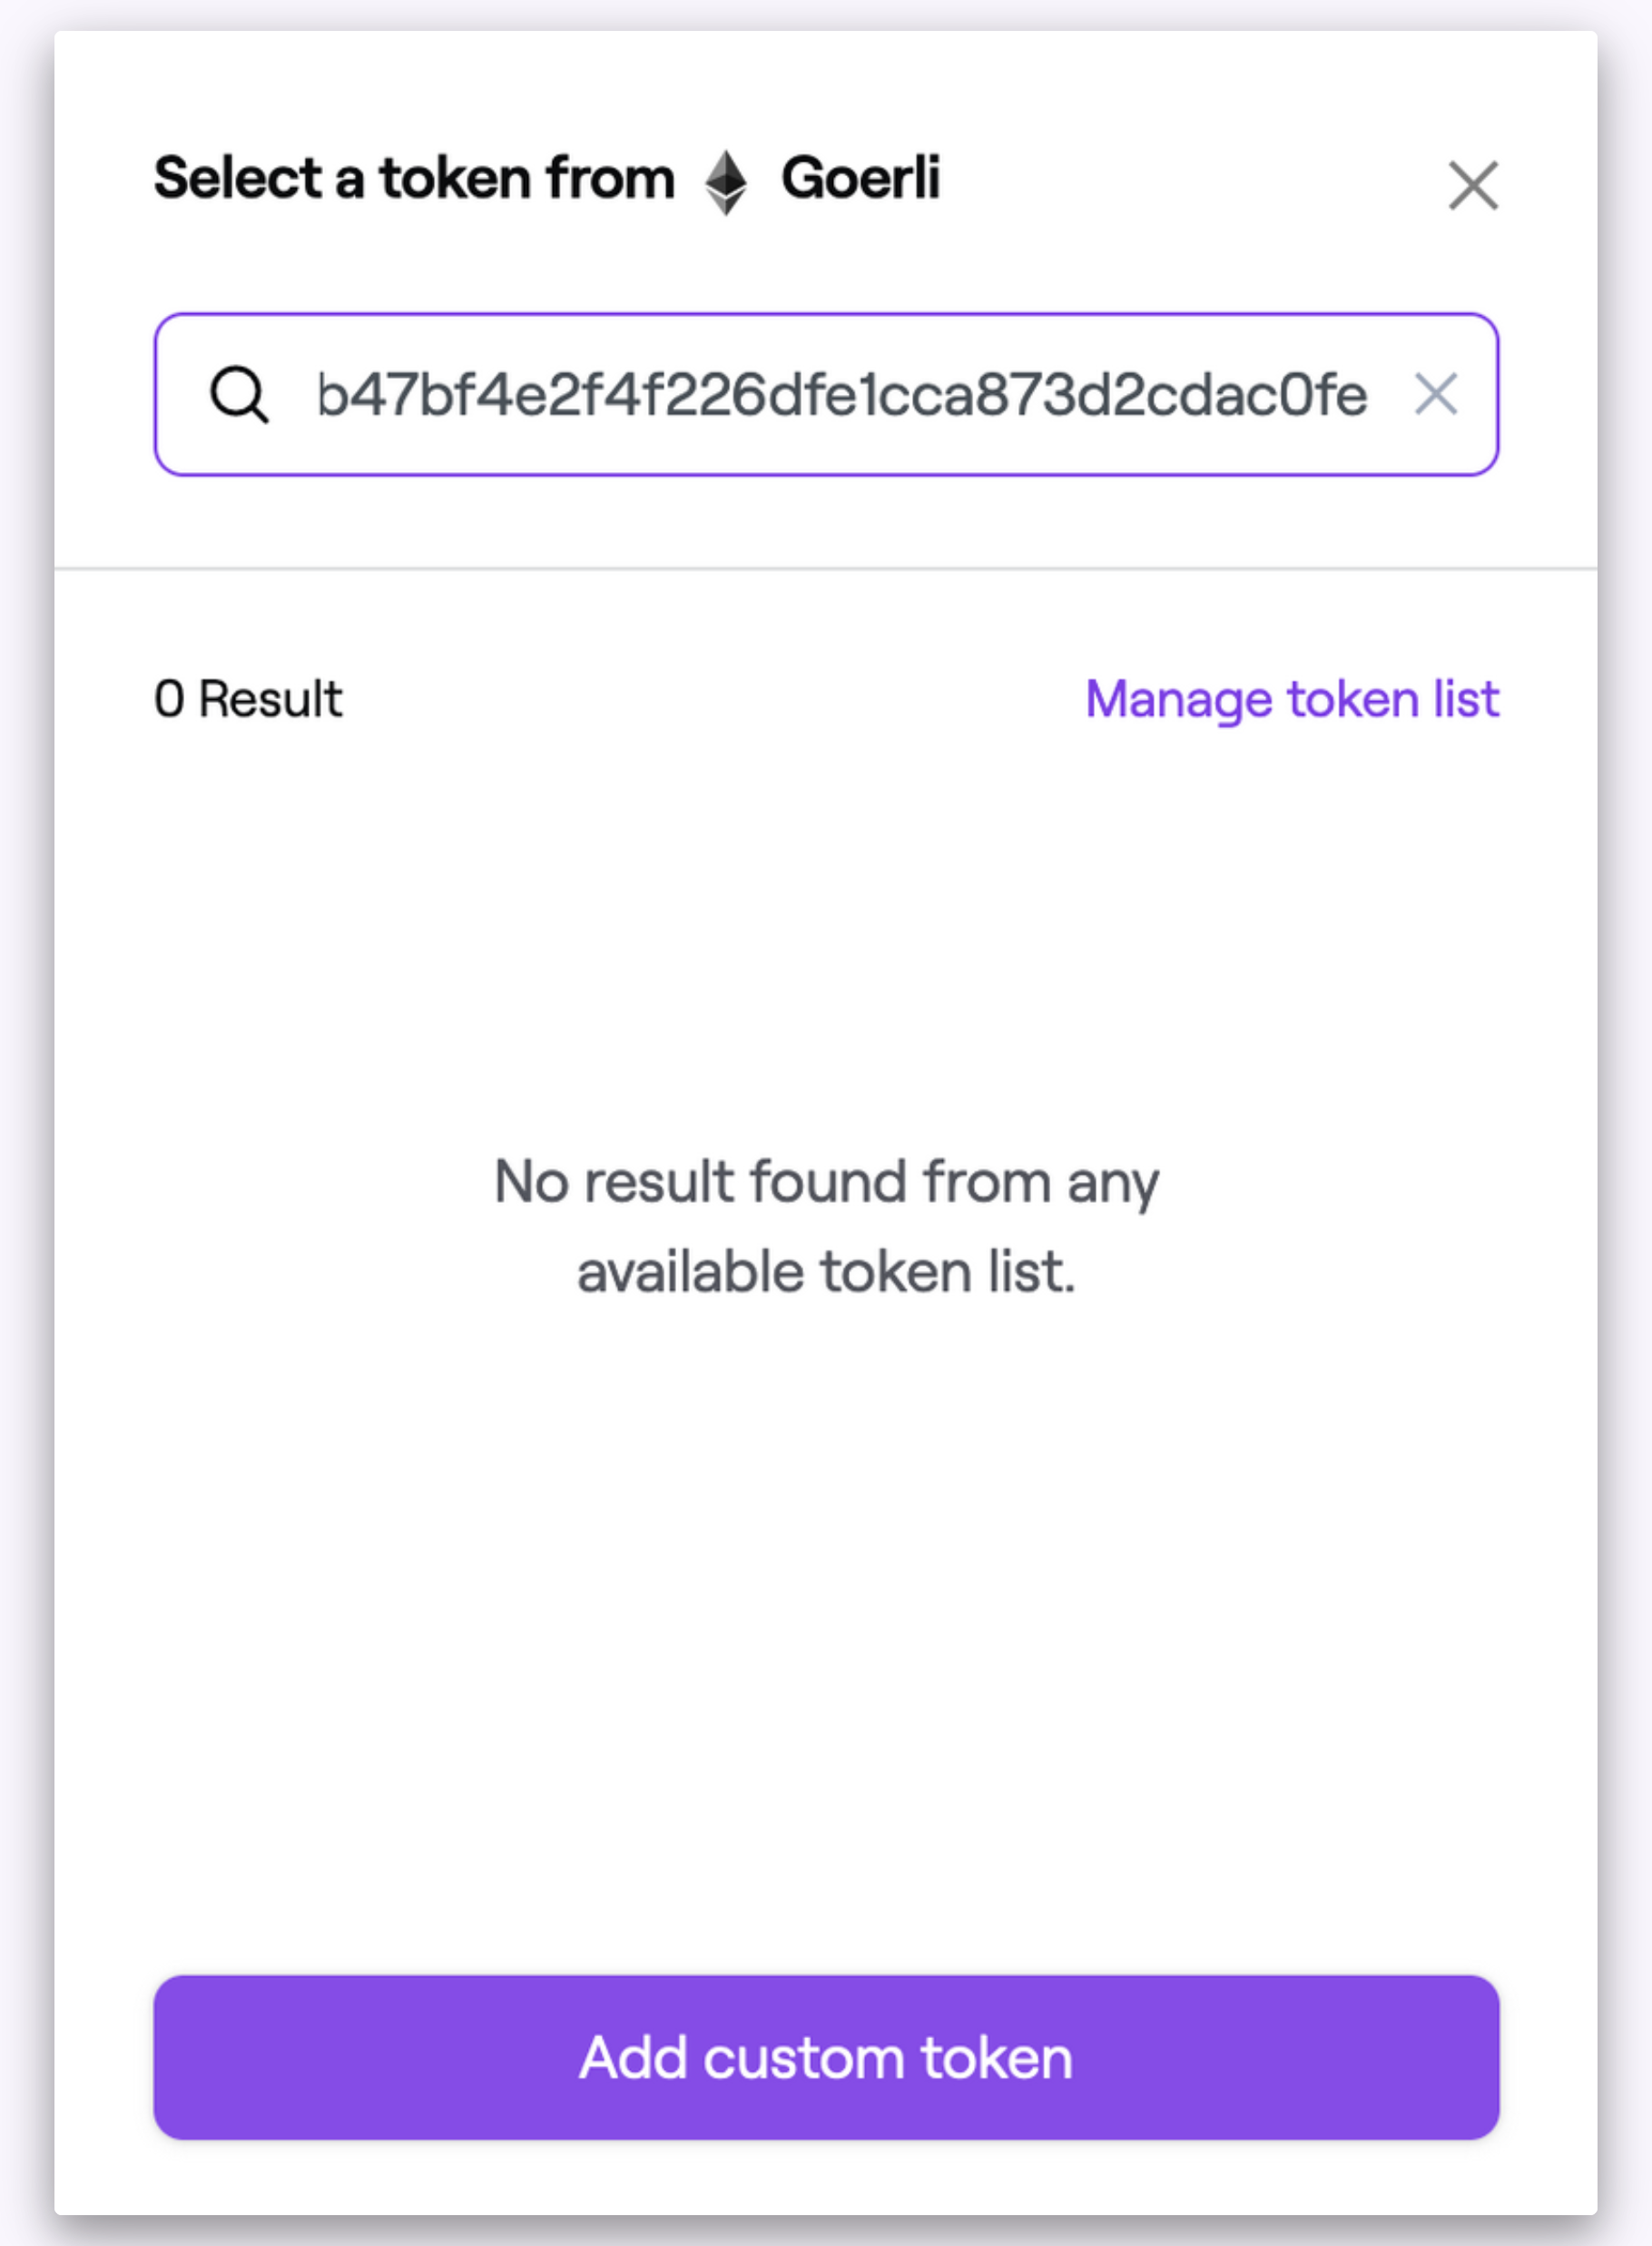 Select a token from Goerli
b47bf4e2f4f226dfe1cca873d2cdac0fe
0 Result
Manage token list
No result found from any
available token list.
Add custom token